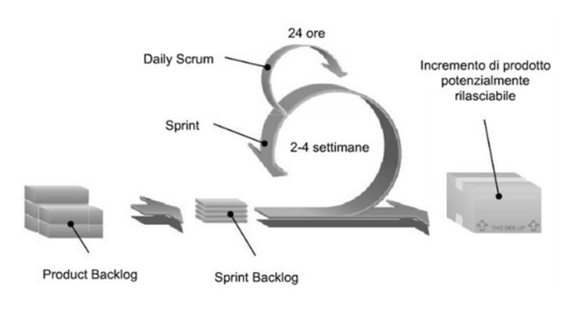 24 ore
Daily Scrum
Incremento di prodotto
potenzialmente
rilasciabile
Sprint
2-4 settimane
THIS SIDE UP
Product Backlog
Sprint Backlog